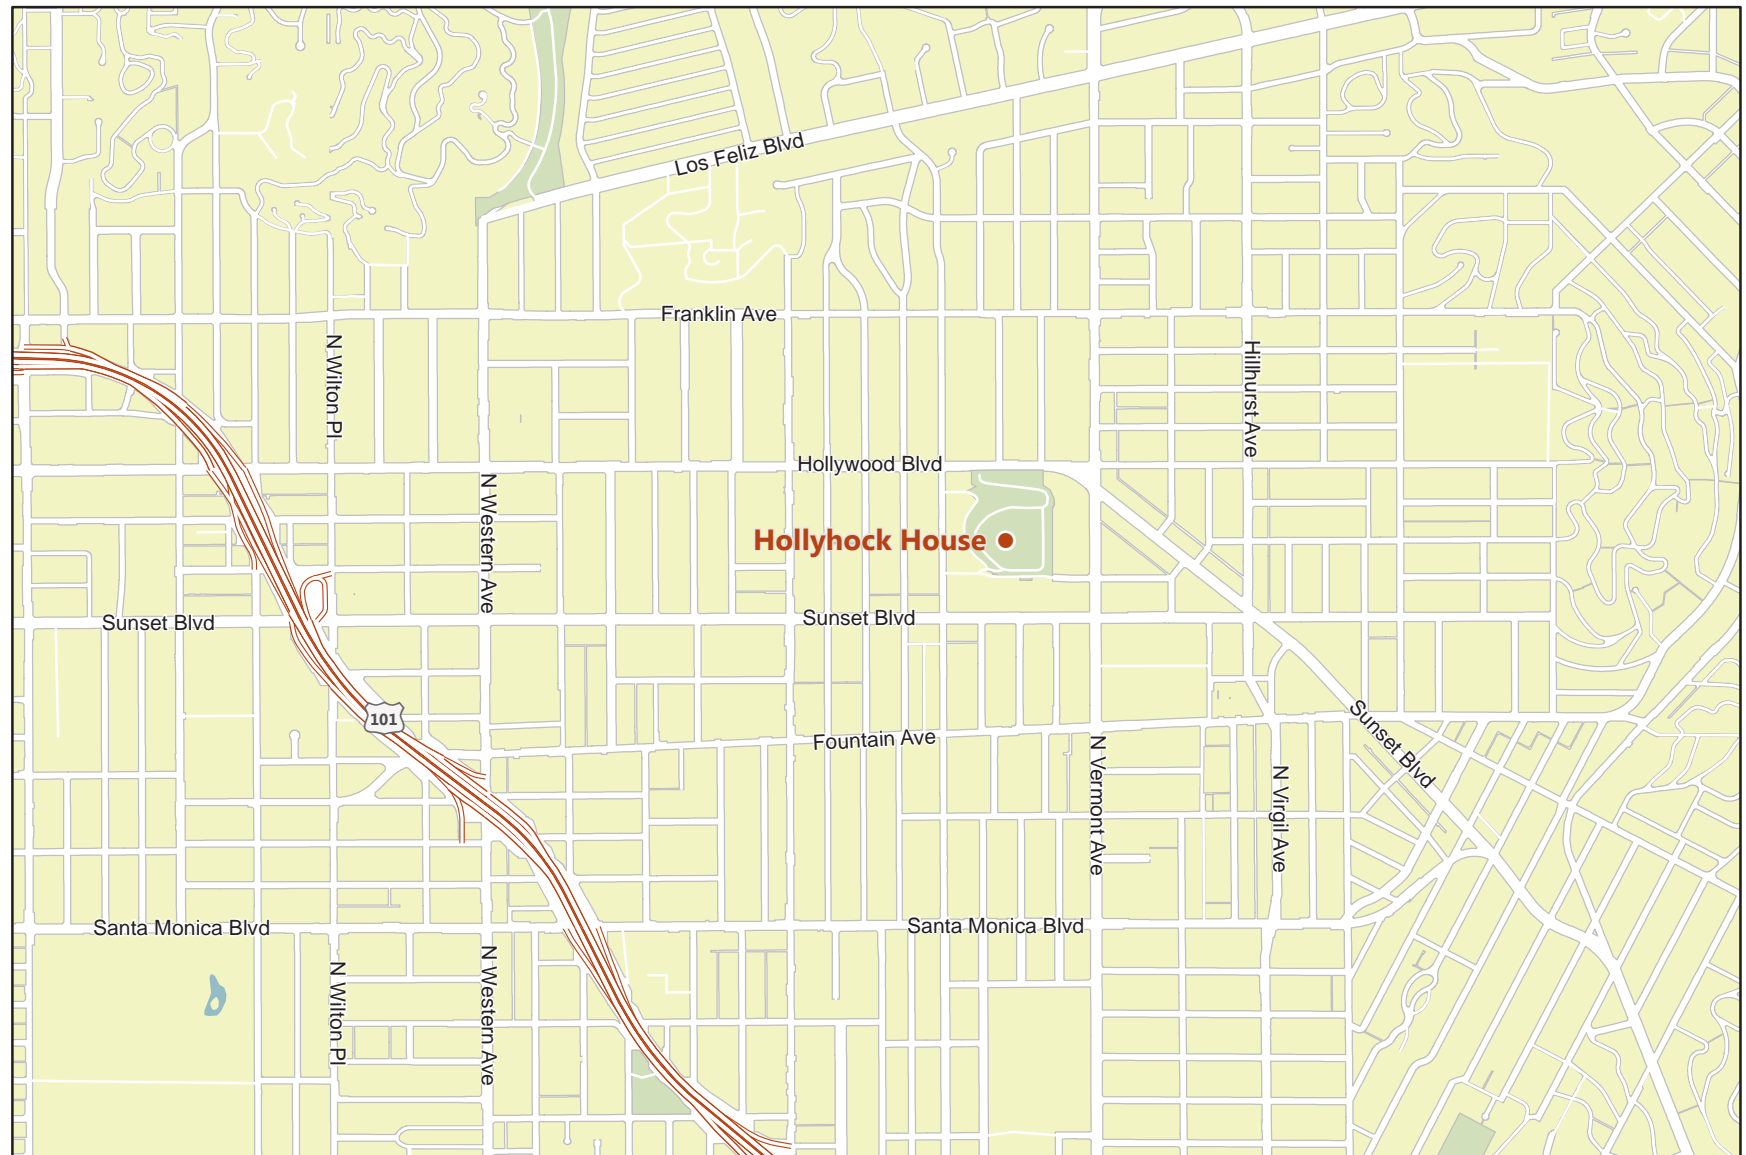 Los Feliz Blvd
Franklin Ave
N Wilton Pl
Hillhurst Ave
Hollywood Blvd
N Western Ave
Hollyhock House
Sunset Blvd
Sunset Blvd
101
Sunset Blvd
Fountain Ave
N Vermont Ave
N Virgil Ave
Santa Monica Blvd
Santa Monica Blvd
N Wilton Pl
N Western Ave